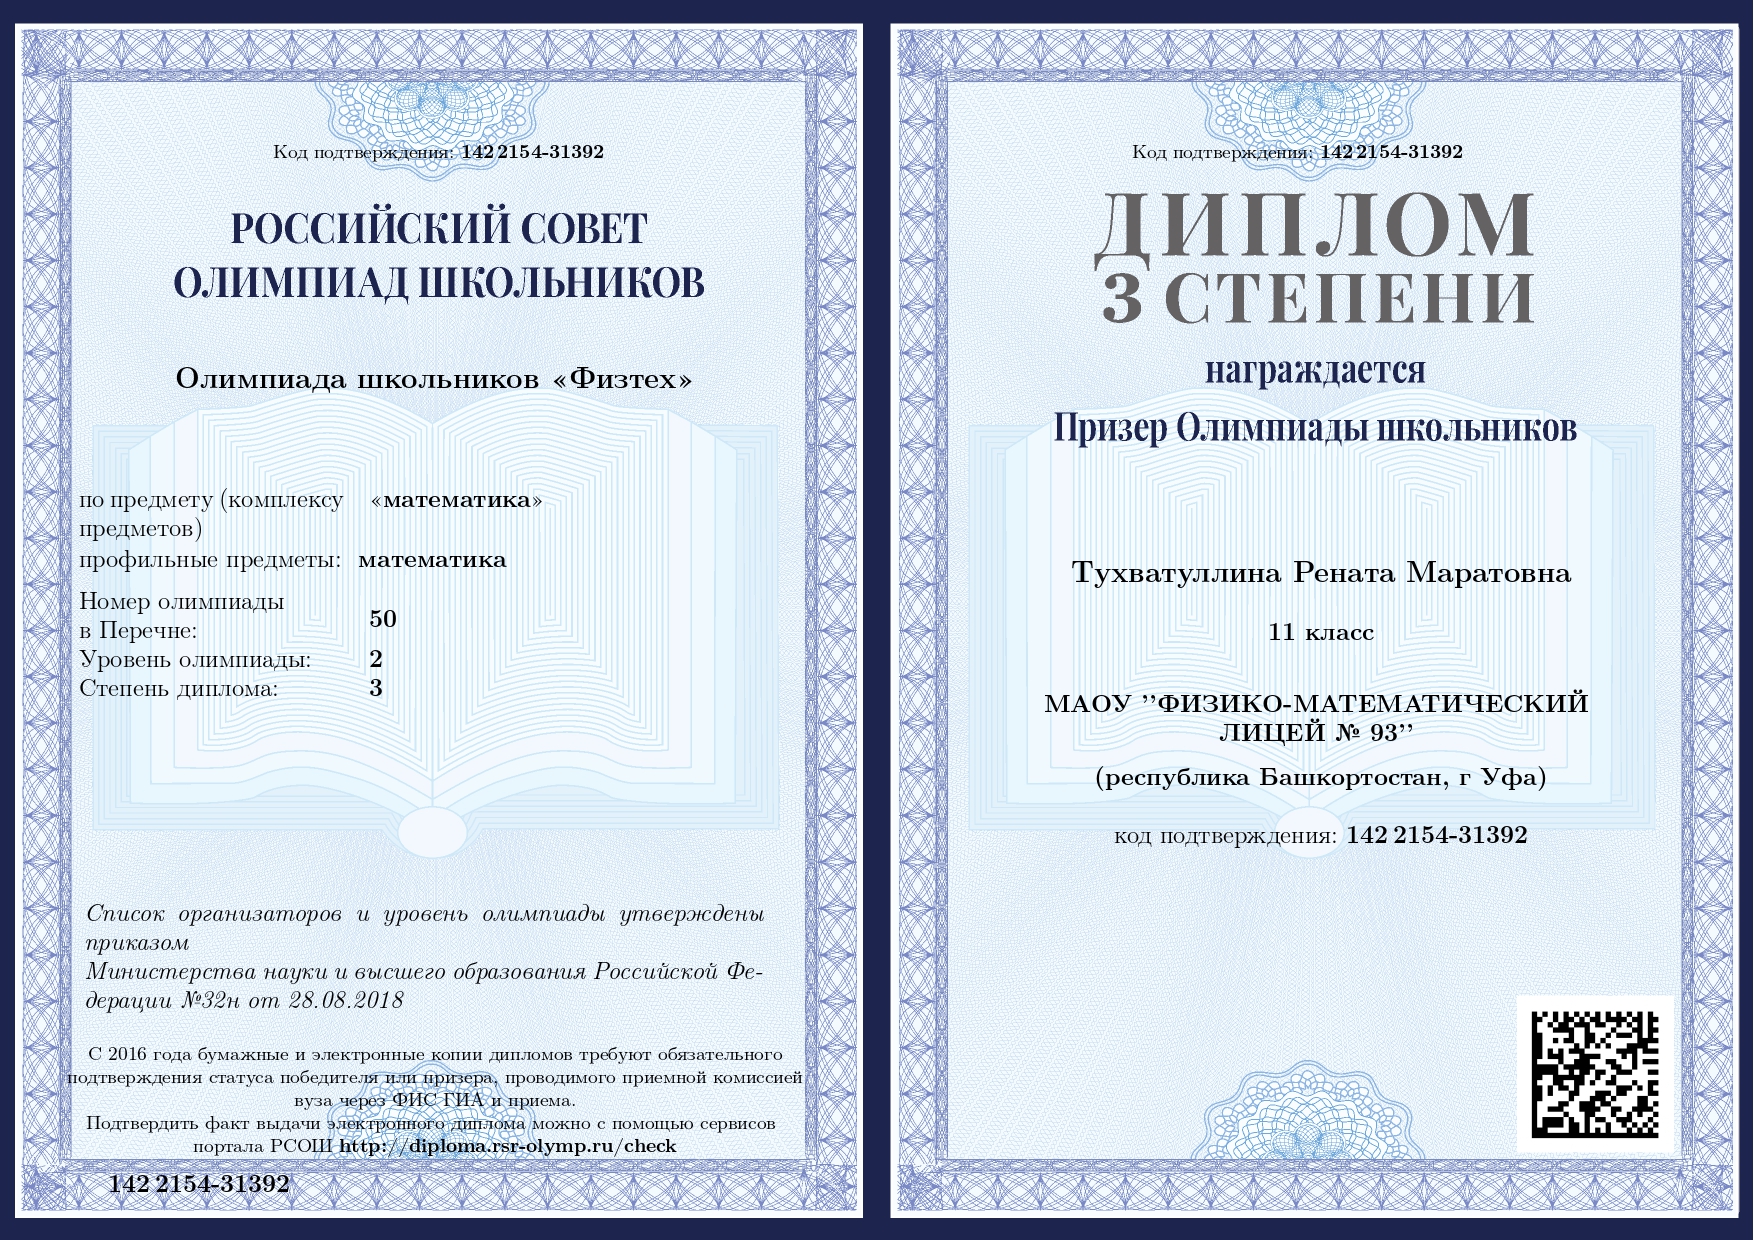 Код подтверждения: 142 2154-31392
РОССИЙСКИЙ СОВЕТ
ОЛИМПИАД ШКОЛЬНИКОВ
Олимпиада школьников «Физтех»
по предмету (комплексу «математика»
предметов)
профильные предметы: математика
Номер олимпиады
в Перечне: 50
Уровень олимпиады: 2
Степень диплома: 3
Список организаторов и уровень олимпиады утверждены
приказом
Министерства науки и высшего образования Российской Фе-
дерации №32н от 28.08.2018
С 2016 года бумажные и электронные копии дипломов требуют обязательного
подтверждения статуса победителя или призера, проводимого приемной комиссией
вуза через ФИС ГИА и приема.
Подтвердить факт выдачи электронного диплома можно с помощью сервисов
портала РСОШ http://diploma.rsr-olymp.ru/check
142 2154-31392
Код подтверждения: 142 2154-31392
ДИПЛОМ
3 СТЕПЕНИ
награждается
Призер Олимпиады школьников
Тухватуллина Рената Маратовна
11 класс
МАОУ ’’ФИЗИКО-МАТЕМАТИЧЕСКИЙ
ЛИЦЕЙ № 93’’
(республика Башкортостан, г Уфа)
код подтверждения: 142 2154-31392